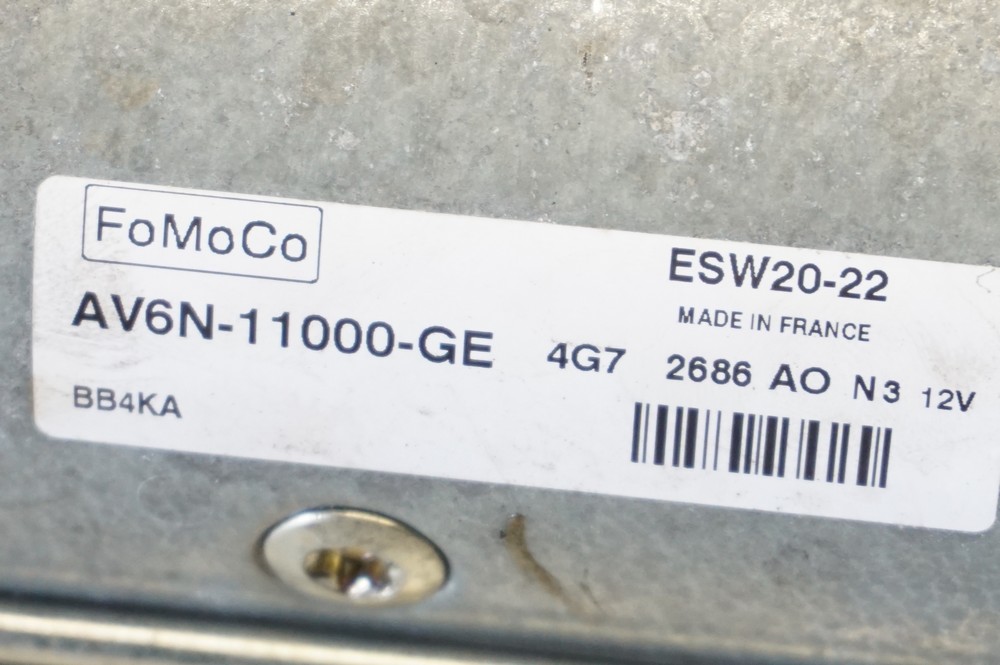 FoMoCo
ESW20-22
MADE IN FRANCE
AV6N-11000-GE 4G7 2686 AO N3 12V
BB4KA